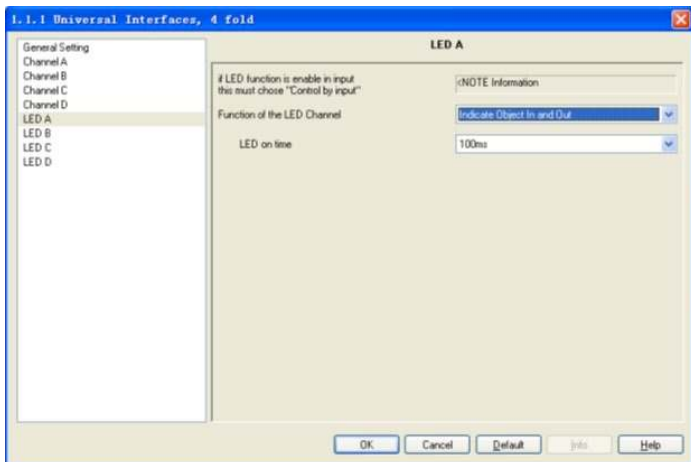 1.1.1 Universal Interfaces, 4 fold
General Setting
Channel A
Channel B
Channel C
Channel D
LED A
LED B
LED C
LED D
LED A
if LED function is enable in input
this must chose "Control by input"
<NOTE Information
Function of the LED Channel
Indicate Object In and Out
LED on time
100ms
OK
Cancel
Default
Info
Help